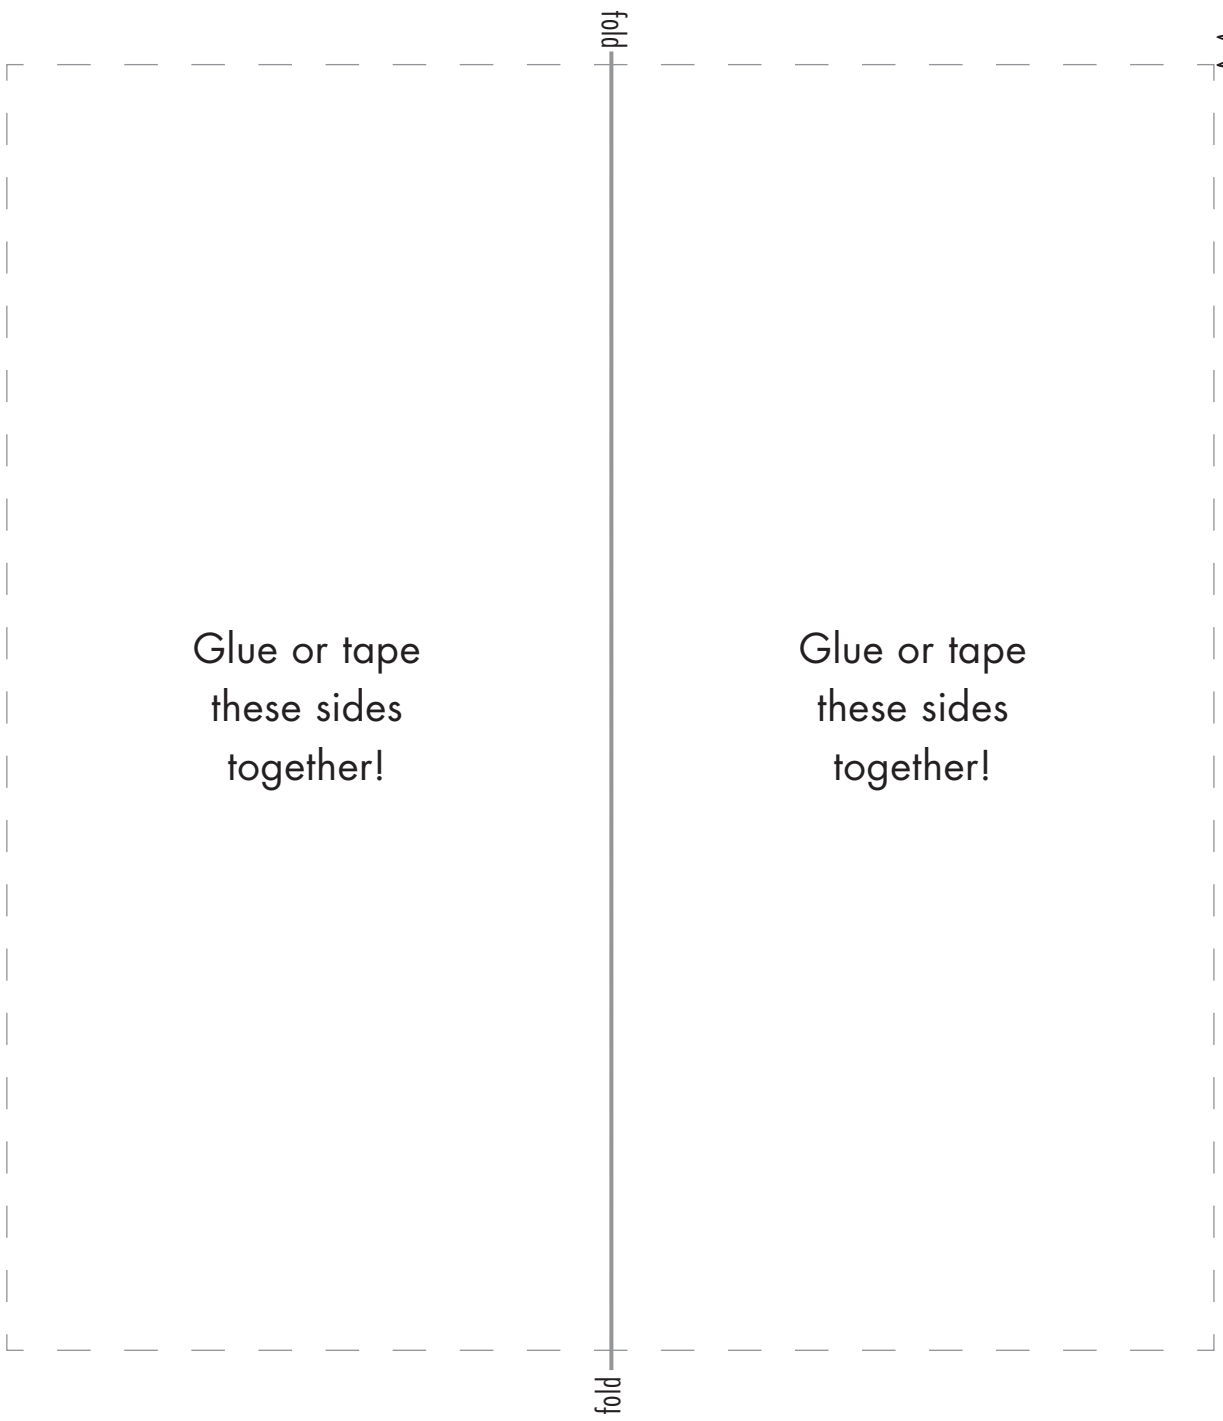 fold
Glue or tape
these sides
together!
Glue or tape
these sides
together!
fold